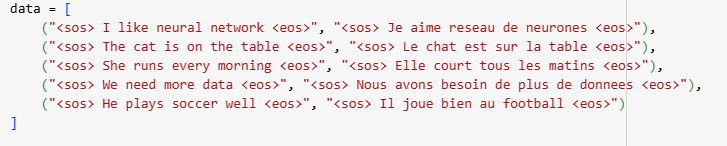 data = [
("<sos> I like neural network <eos>", "<sos> Je aime reseau de neurones <eos>"),
("<sos> The cat is on the table <eos>", "<sos> Le chat est sur la table <eos>"),
("<sos> She runs every morning <eos>", "<sos> Elle court tous les matins <eos>"),
("<sos> We need more data <eos>", "<sos> Nous avons besoin de plus de donnees <eos>"),
("<sos> He plays soccer well <eos>", "<sos> Il joue bien au football <eos>")
]